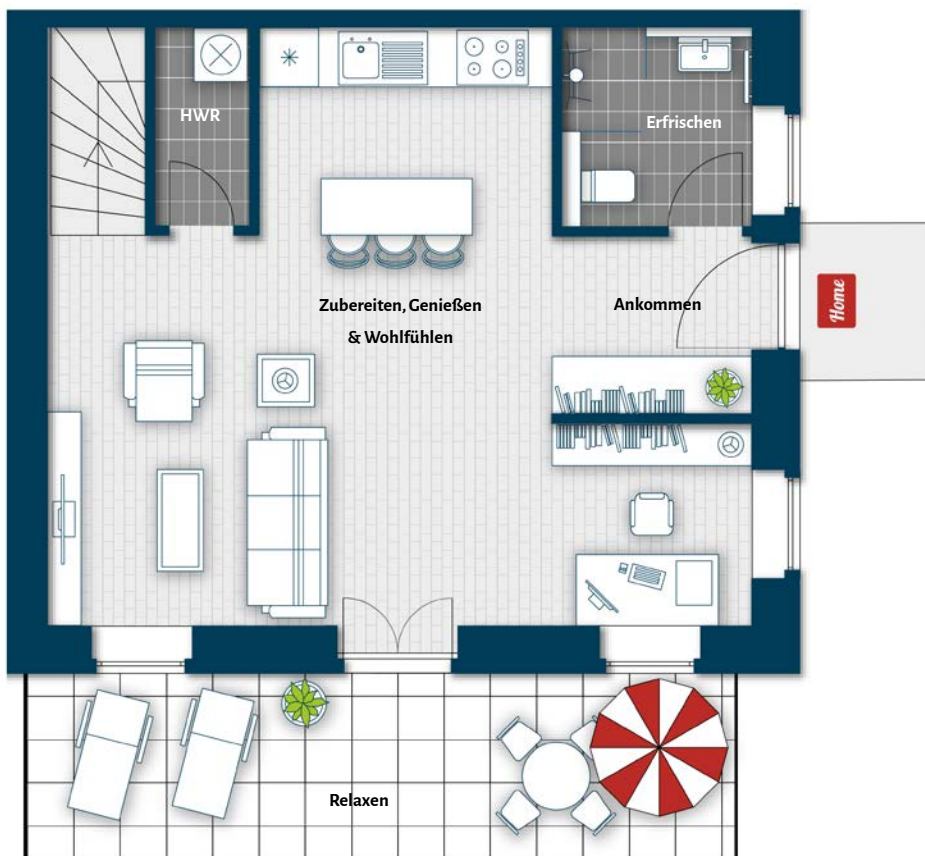 HWR
Erfrischen
Zubereiten, Genießen
& Wohlfühlen
Ankommen
Home
Relaxen